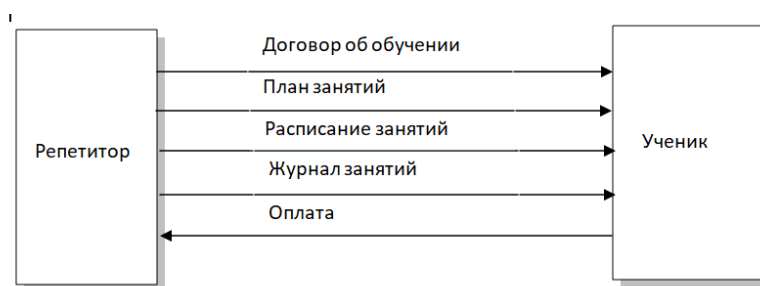 Договор об обучении
План занятий
Расписание занятий
Репетитор
Ученик
Журнал занятий
Оплата